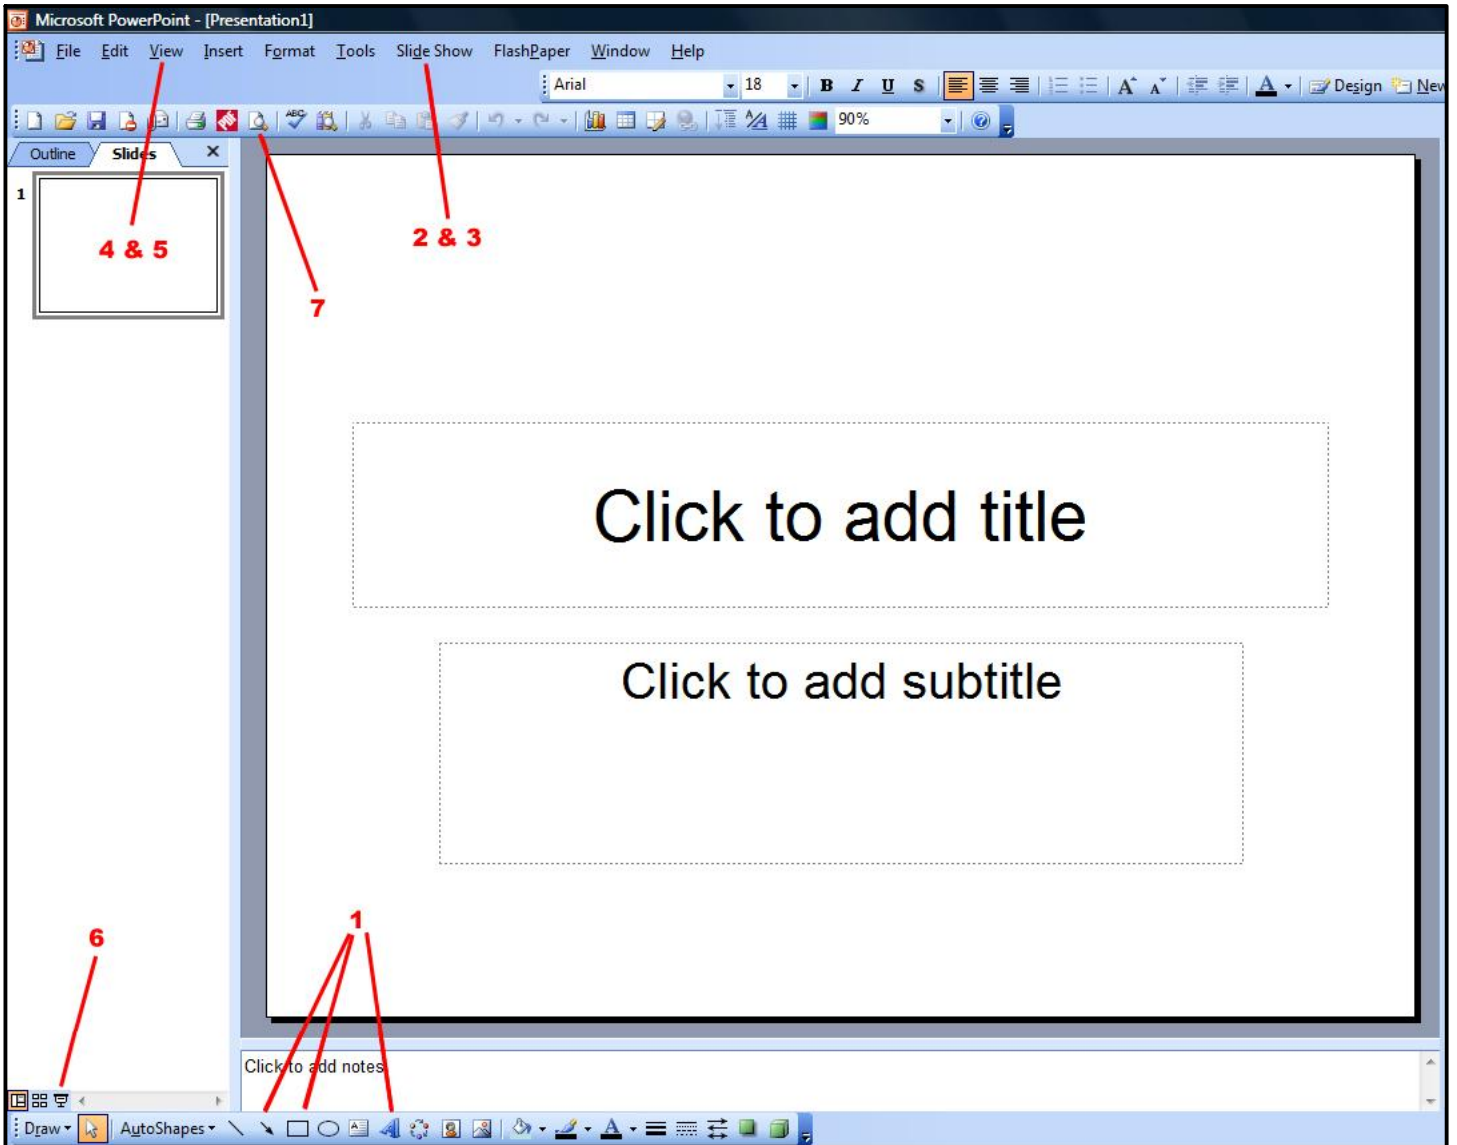 Microsoft PowerPoint - [Presentation1]
File Edit View Insert Format Tools Slide Show FlashPaper Window Help
Arial 18 B I U S A A A Design New
ABC 90%
Outline Slides ×
1
4 & 5
2 & 3
7
Click to add title
Click to add subtitle
1
6
Click to add notes
Draw AutoShapes A A A